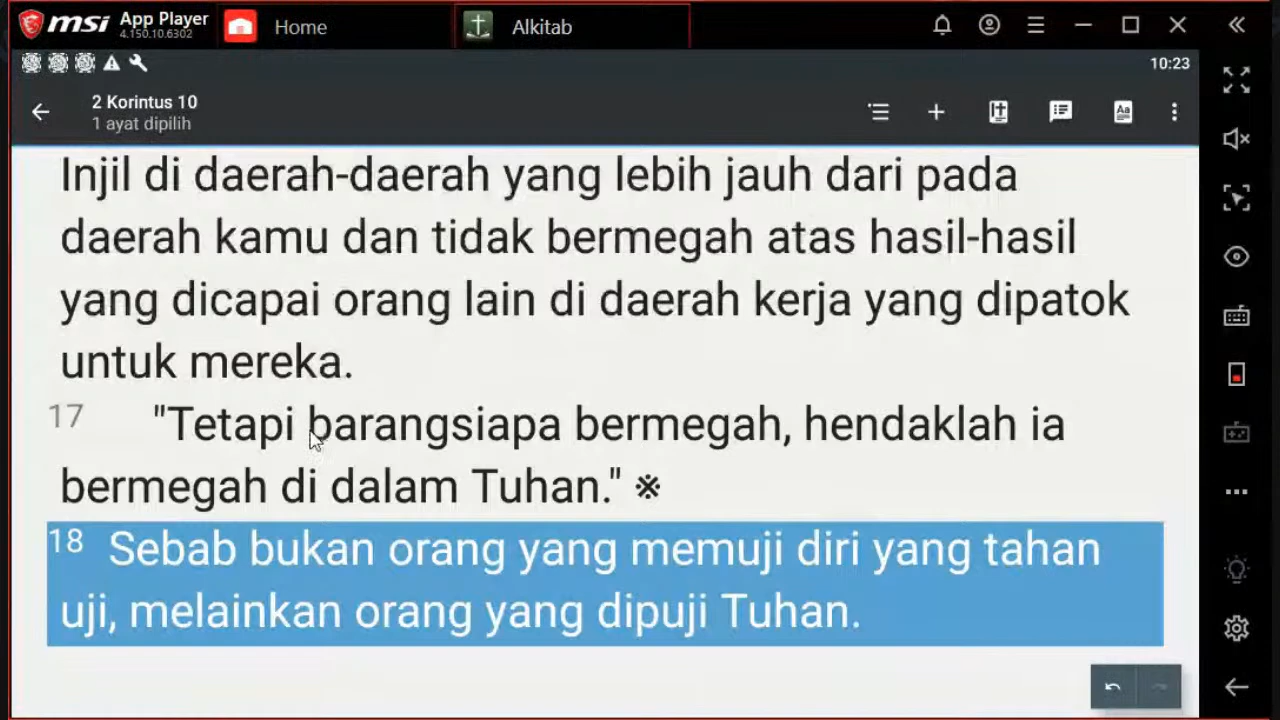 msi App Player
4.150.10.6302
Home
Alkitab
10:23
2 Korintus 10
1 ayat dipilih
Injil di daerah-daerah yang lebih jauh dari pada
daerah kamu dan tidak bermegah atas hasil-hasil
yang dicapai orang lain di daerah kerja yang dipatok
untuk mereka.
17 "Tetapi barangsiapa bermegah, hendaklah ia
bermegah di dalam Tuhan." ※
18 Sebab bukan orang yang memuji diri yang tahan
uji, melainkan orang yang dipuji Tuhan.